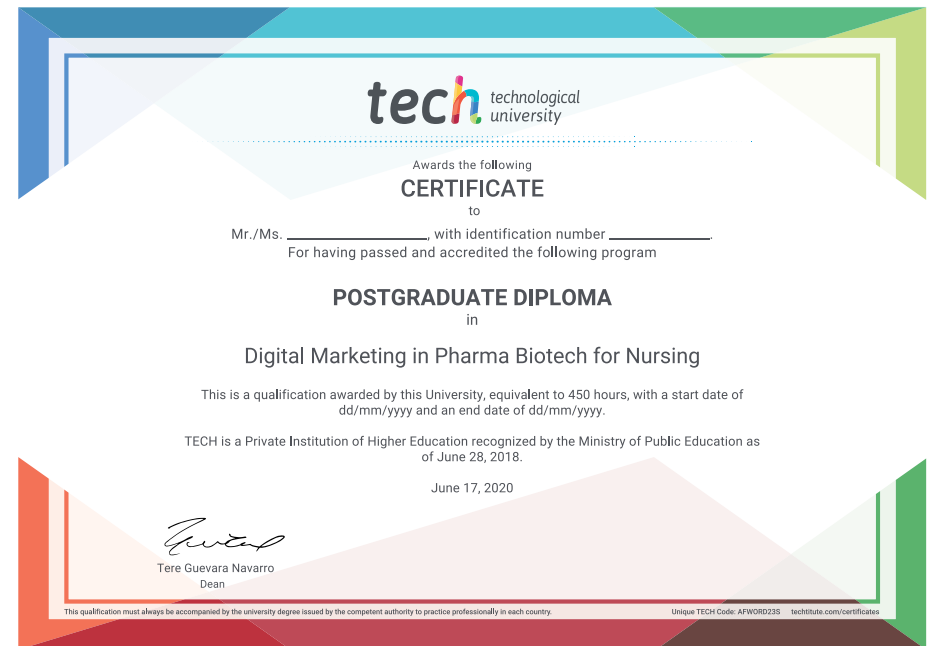 tech technological
university
Awards the following
CERTIFICATE
to
Mr./Ms. ____________________, with identification number ______________.
For having passed and accredited the following program
POSTGRADUATE DIPLOMA
in
Digital Marketing in Pharma Biotech for Nursing
This is a qualification awarded by this University, equivalent to 450 hours, with a start date of
dd/mm/yyyy and an end date of dd/mm/yyyy.
TECH is a Private Institution of Higher Education recognized by the Ministry of Public Education as
of June 28, 2018.
June 17, 2020
Tere Guevara Navarro
Dean
This qualification must always be accompanied by the university degree issued by the competent authority to practice professionally in each country.
Unique TECH Code: AFWORD23S techtitute.com/certificates